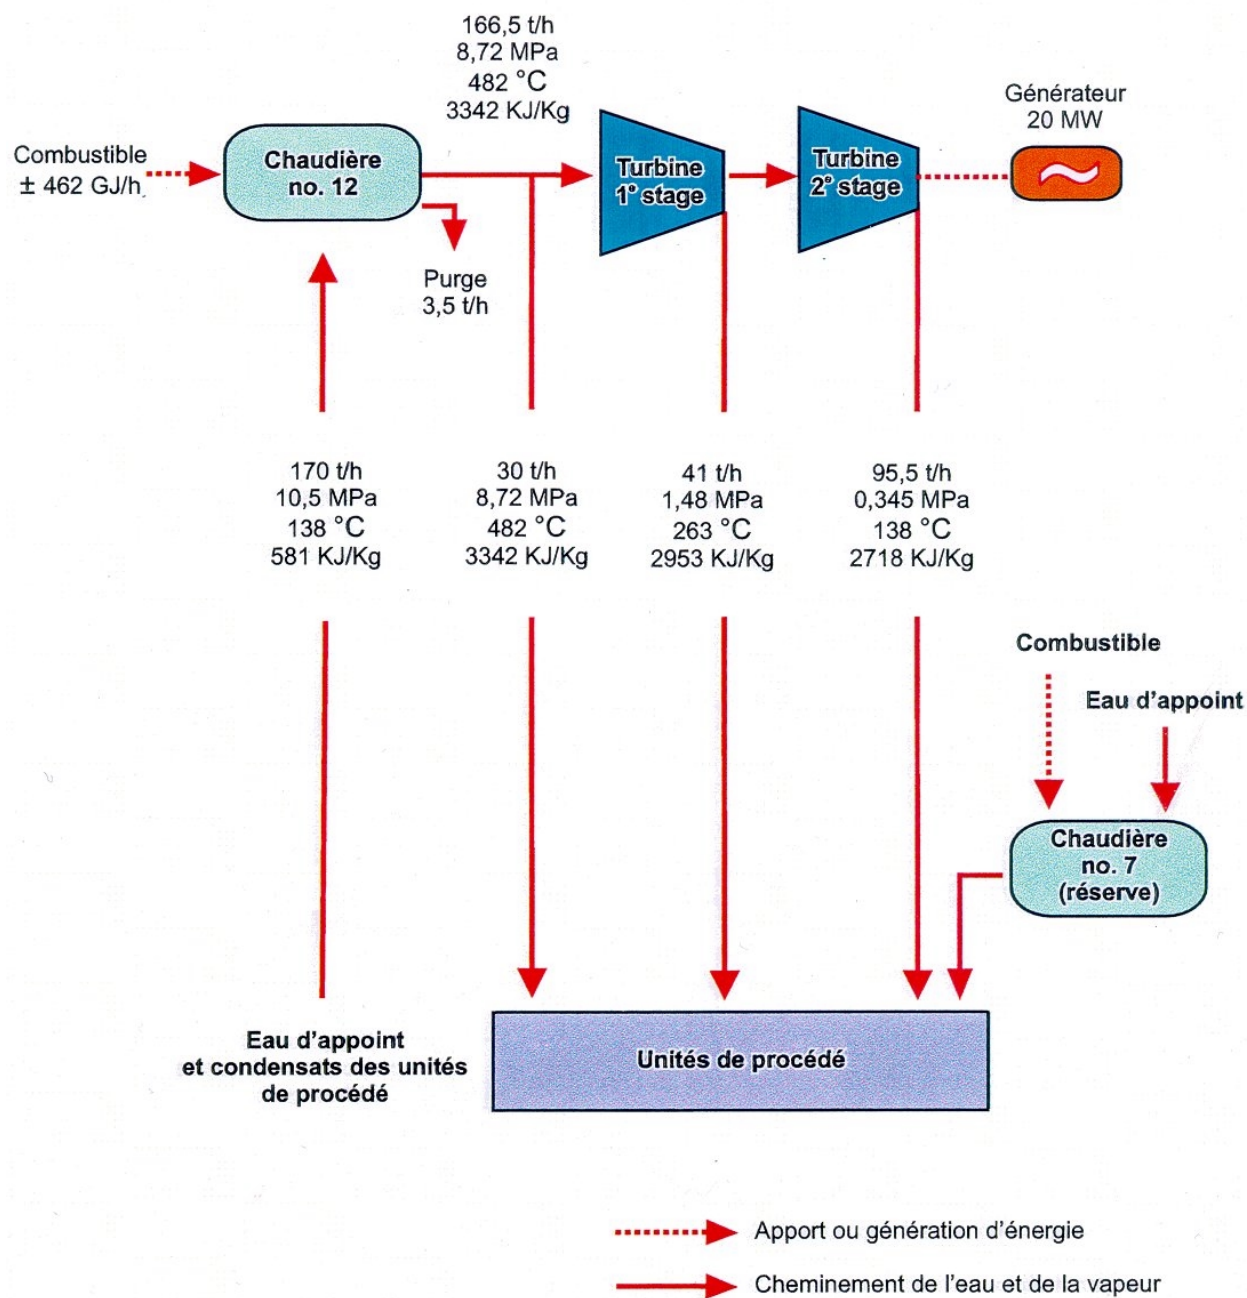 166,5 t/h
8,72 MPa
482 °C
3342 KJ/Kg
Générateur
20 MW
Combustible
± 462 GJ/h
Chaudière
no. 12
Turbine
1° stage
Turbine
2° stage
Purge
3,5 t/h
170 t/h
10,5 MPa
138 °C
581 KJ/Kg
30 t/h
8,72 MPa
482 °C
3342 KJ/Kg
41 t/h
1,48 MPa
263 °C
2953 KJ/Kg
95,5 t/h
0,345 MPa
138 °C
2718 KJ/Kg
Combustible
Eau d'appoint
Chaudière
no. 7
(réserve)
Eau d'appoint
et condensats des unités
de procédé
Unités de procédé
Apport ou génération d'énergie
Cheminement de l'eau et de la vapeur